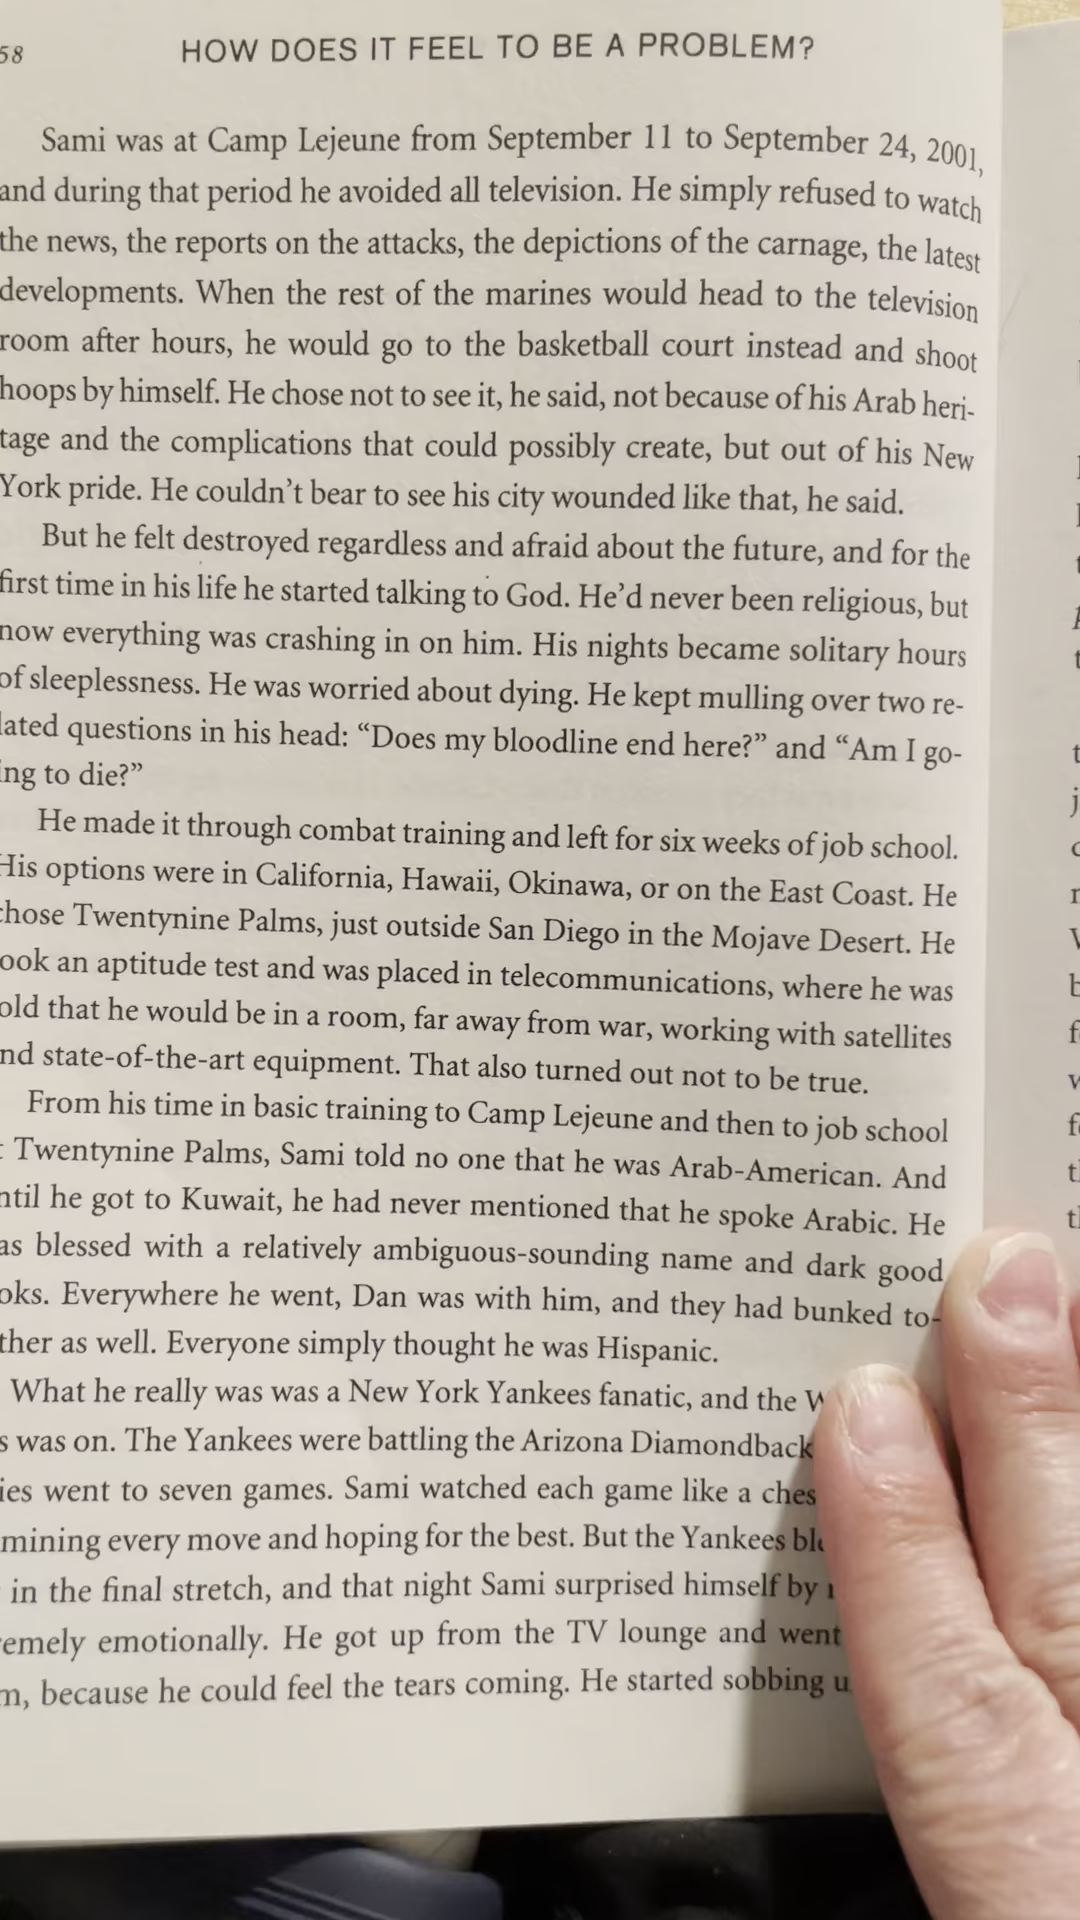 58 HOW DOES IT FEEL TO BE A PROBLEM?
Sami was at Camp Lejeune from September 11 to September 24, 2001,
and during that period he avoided all television. He simply refused to watch
the news, the reports on the attacks, the depictions of the carnage, the latest
developments. When the rest of the marines would head to the television
room after hours, he would go to the basketball court instead and shoot
hoops by himself. He chose not to see it, he said, not because of his Arab heri-
tage and the complications that could possibly create, but out of his New
York pride. He couldn't bear to see his city wounded like that, he said.
But he felt destroyed regardless and afraid about the future, and for the
first time in his life he started talking to God. He'd never been religious, but
now everything was crashing in on him. His nights became solitary hours
of sleeplessness. He was worried about dying. He kept mulling over two re-
lated questions in his head: “Does my bloodline end here?” and “Am I go-
ing to die?”
He made it through combat training and left for six weeks of job school.
His options were in California, Hawaii, Okinawa, or on the East Coast. He
chose Twentynine Palms, just outside San Diego in the Mojave Desert. He
ook an aptitude test and was placed in telecommunications, where he was
old that he would be in a room, far away from war, working with satellites
nd state-of-the-art equipment. That also turned out not to be true.
From his time in basic training to Camp Lejeune and then to job school
Twentynine Palms, Sami told no one that he was Arab-American. And
ntil he got to Kuwait, he had never mentioned that he spoke Arabic. He
as blessed with a relatively ambiguous-sounding name and dark good
oks. Everywhere he went, Dan was with him, and they had bunked to-
ther as well. Everyone simply thought he was Hispanic.
What he really was was a New York Yankees fanatic, and the
s was on. The Yankees were battling the Arizona Diamondback
ies went to seven games. Sami watched each game like a ches
mining every move and hoping for the best. But the Yankees
in the final stretch, and that night Sami surprised himself by
emely emotionally. He got up from the TV lounge and went
m, because he could feel the tears coming. He started sobbing